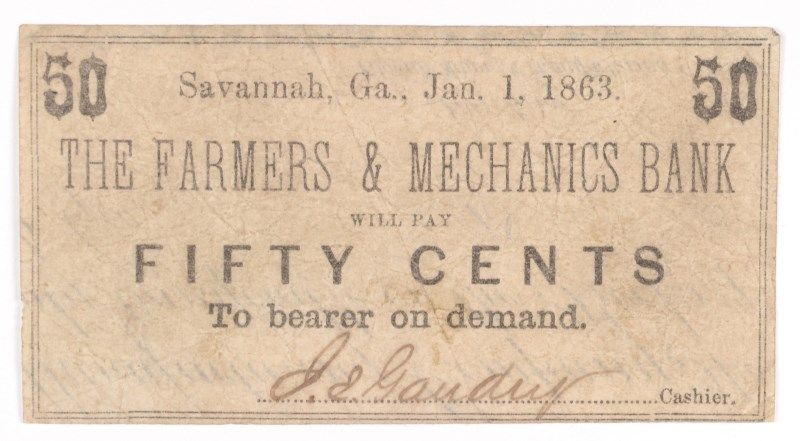 50 Savannah, Ga., Jan. 1, 1863. 50
THE FARMERS & MECHANICS BANK
WILL PAY
FIFTY CENTS
To bearer on demand.
Cashier.